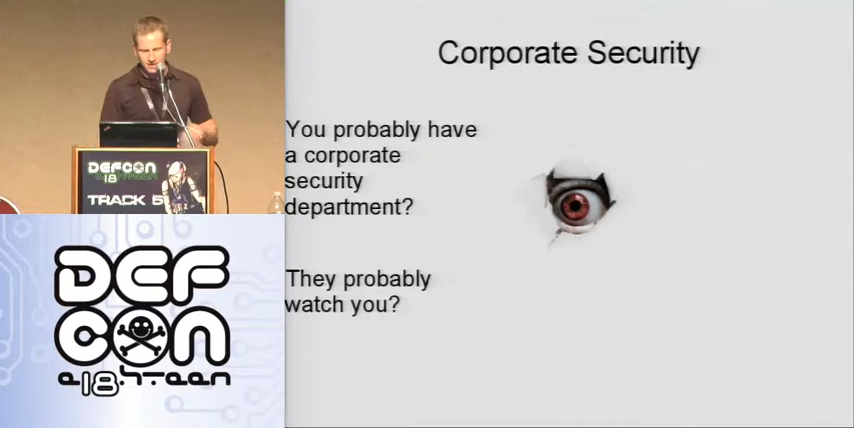 Corporate Security
You probably have
a corporate
security
department?
They probably
watch you?
DEFCON
18
TRACK 5
DEF
CON
e18hteen